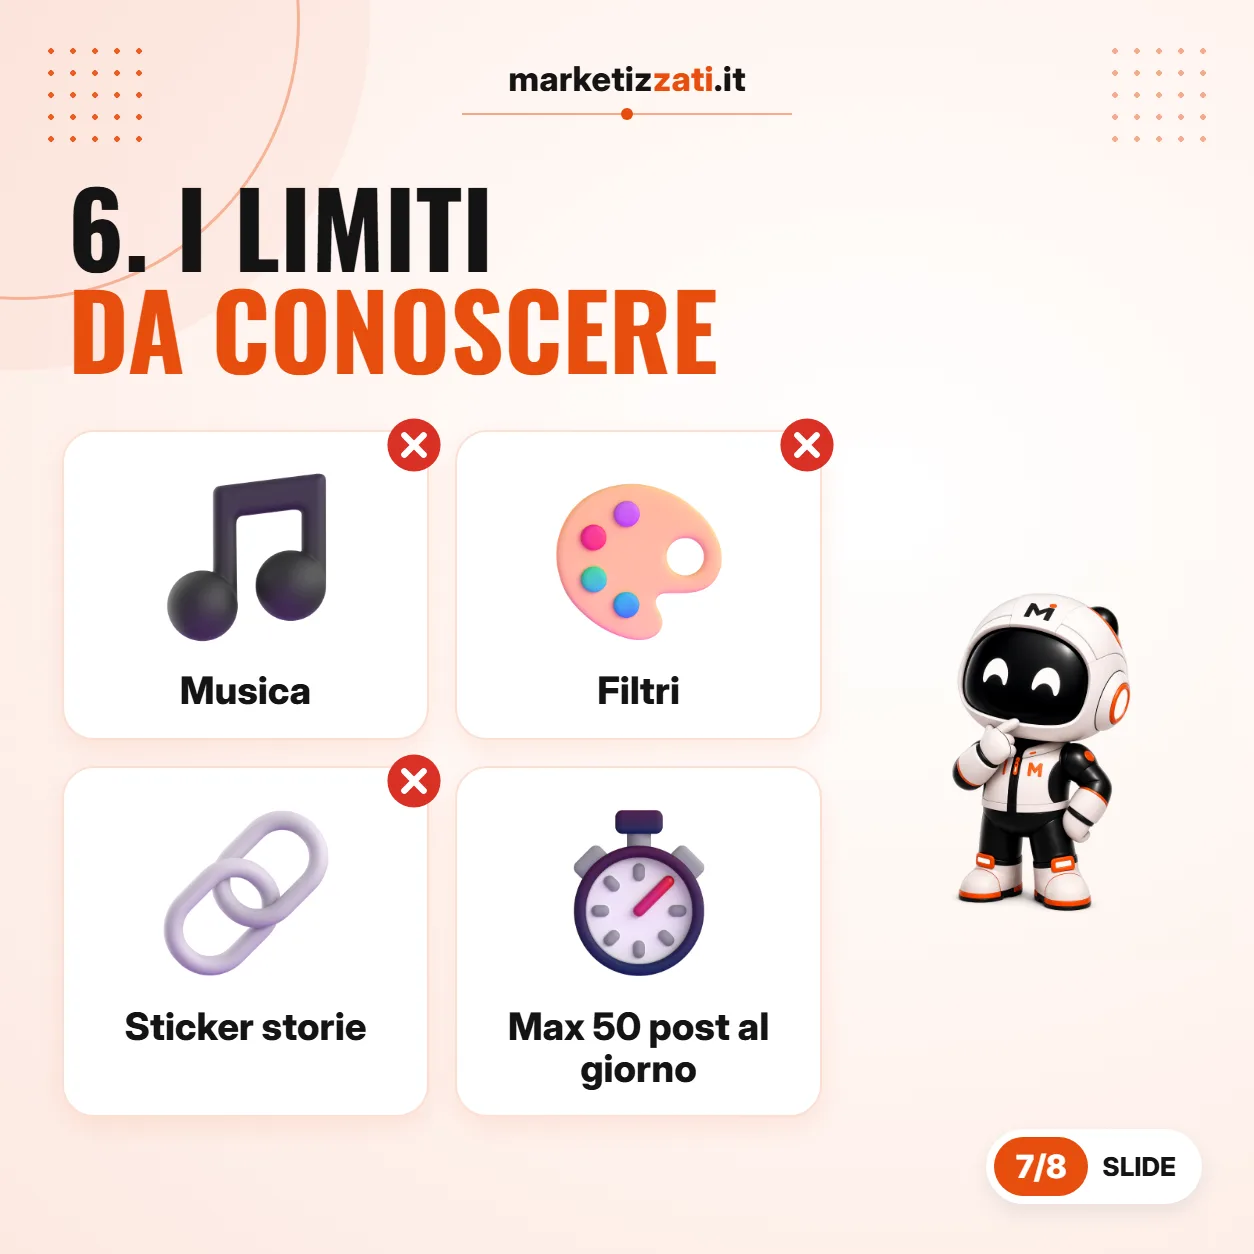 marketizzati.it
6. I LIMITI
DA CONOSCERE
Musica
Filtri
Sticker storie
Max 50 post al
giorno
M
M
7/8 SLIDE